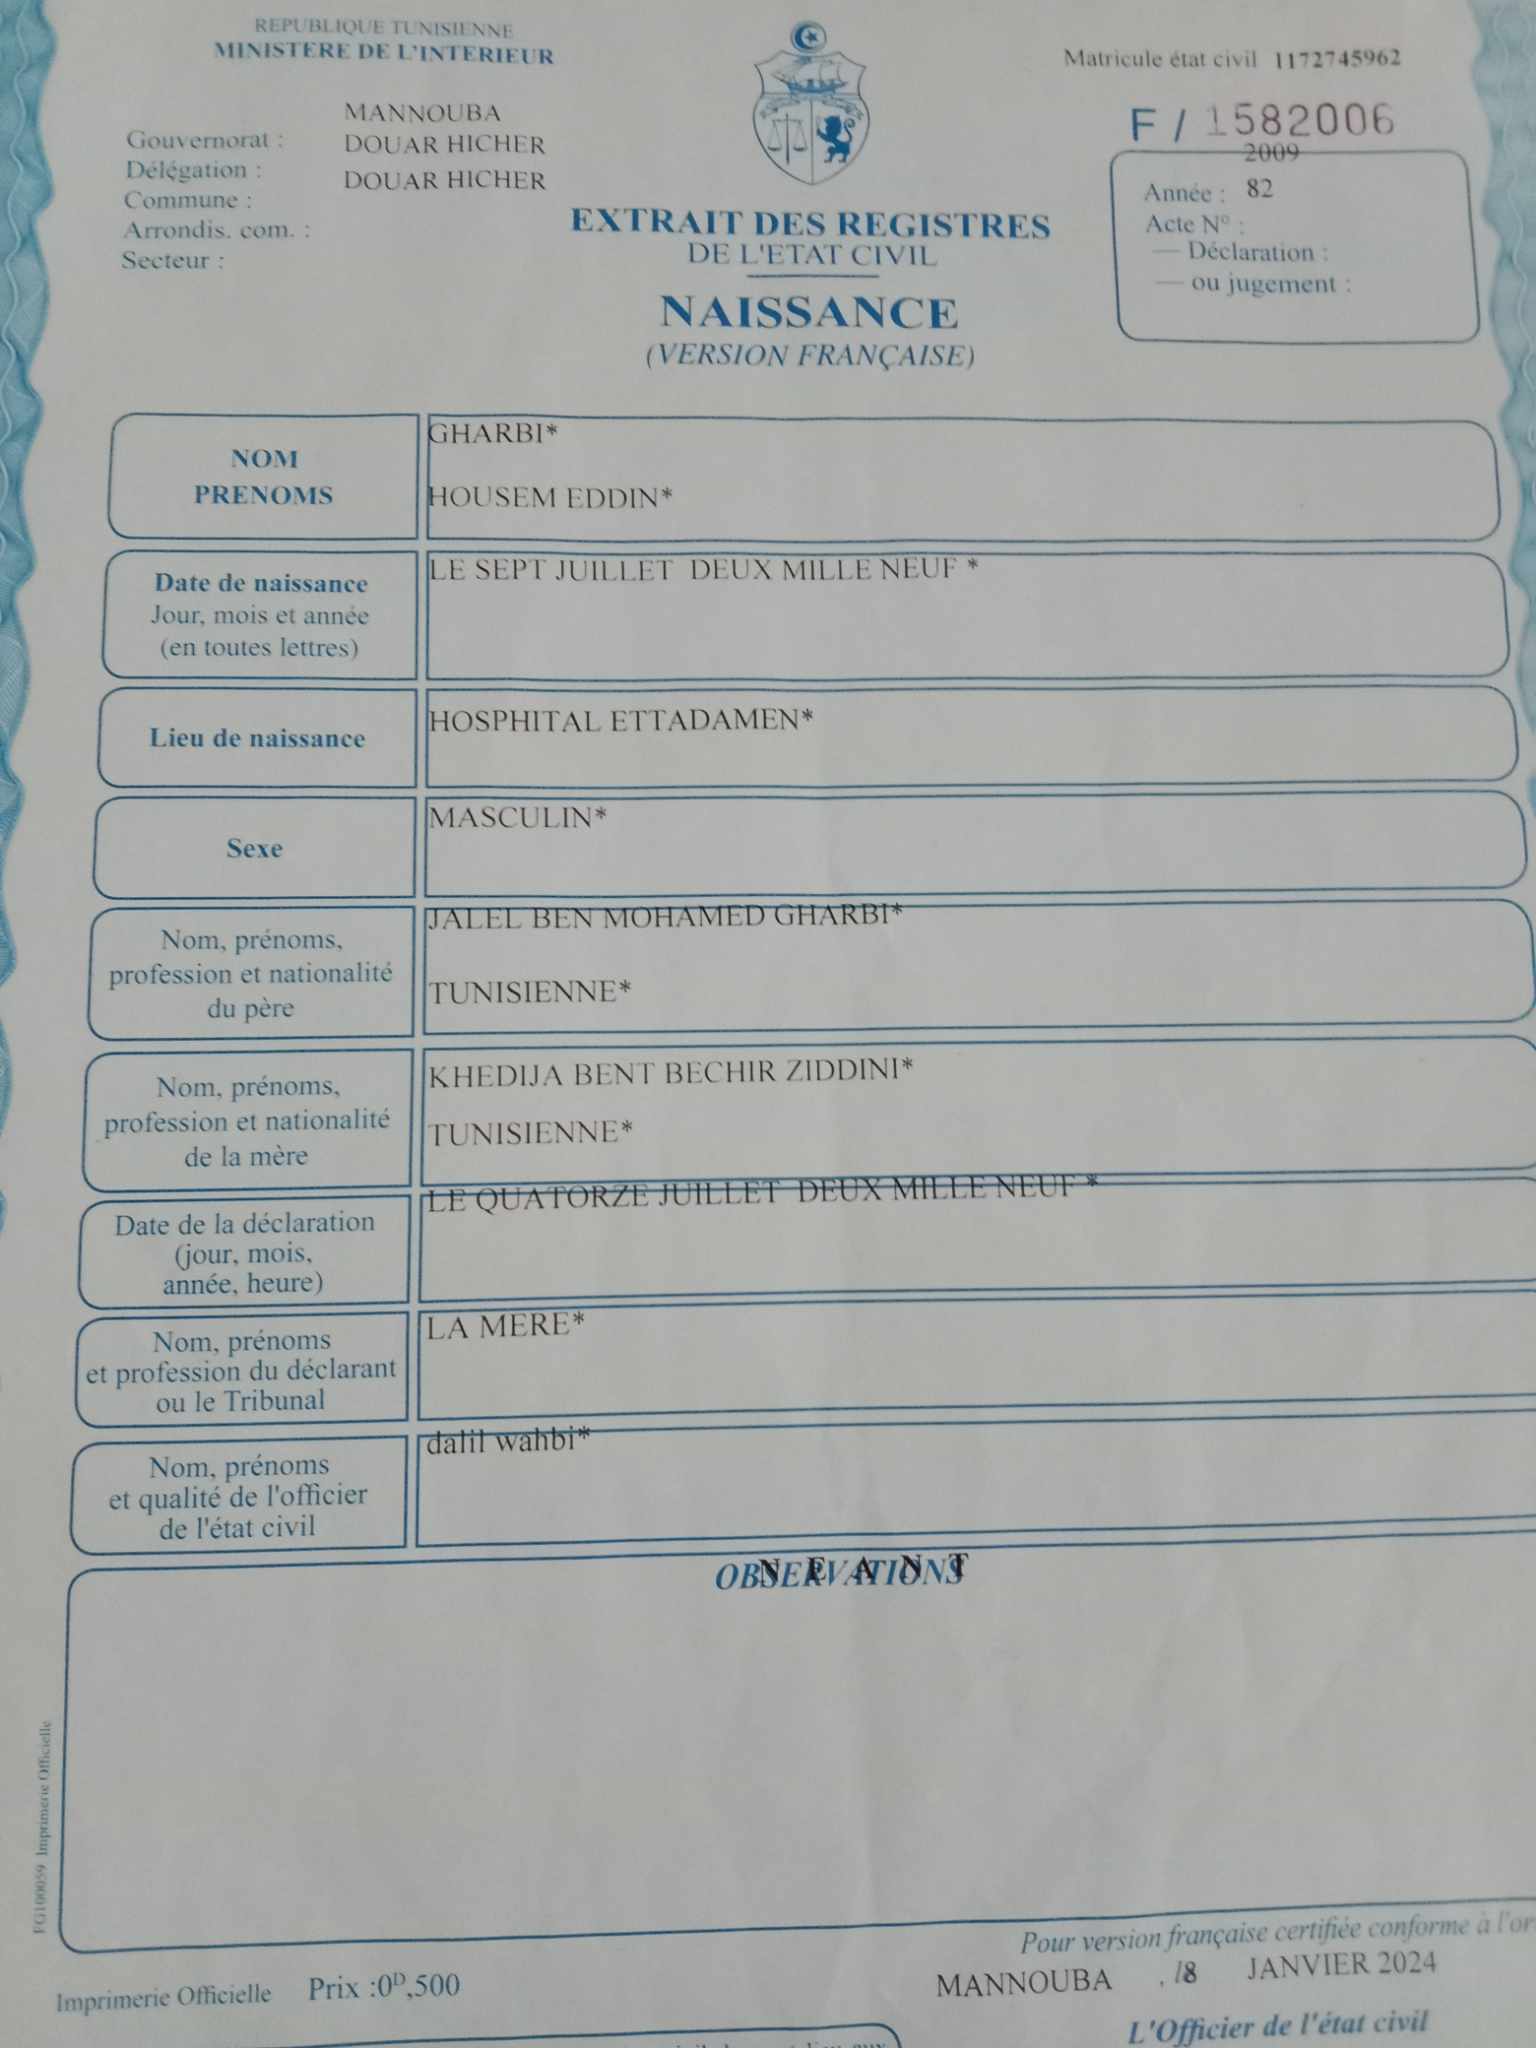 REPUBLIQUE TUNISIENNE
MINISTERE DE L'INTERIEUR
Matricule état civil 1172745962
F / 1582006
MANNOUBA
Gouvernorat :
DOUAR HICHER
Délégation :
DOUAR HICHER
Commune :
Arrondis. com. :
Secteur :
2009
Année : 82
Acte N° :
— Déclaration :
— ou jugement :
EXTRAIT DES REGISTRES
DE L'ETAT CIVIL
NAISSANCE
(VERSION FRANÇAISE)
NOM
PRENOMS
GHARBI*
HOUSEM EDDIN*
Date de naissance
Jour, mois et année
(en toutes lettres)
LE SEPT JUILLET DEUX MILLE NEUF *
Lieu de naissance
HOSPHITAL ETTADAMEN*
Sexe
MASCULIN*
Nom, prénoms,
profession et nationalité
du père
JALEL BEN MOHAMED GHARBI*
TUNISIENNE*
Nom, prénoms,
profession et nationalité
de la mère
KHEDIJA BENT BECHIR ZIDDINI*
TUNISIENNE*
Date de la déclaration
(jour, mois,
année, heure)
LE QUATORZE JUILLET DEUX MILLE NEUF *
Nom, prénoms
et profession du déclarant
ou le Tribunal
LA MERE*
Nom, prénoms
et qualité de l'officier
de l'état civil
dalil wahbi*
OBSERVATIONS
N E A N T
FG100059 Imprimerie Officielle
Pour version française certifiée conforme à l'or
MANNOUBA , 18 JANVIER 2024
Imprimerie Officielle Prix :0D,500
L'Officier de l'état civil